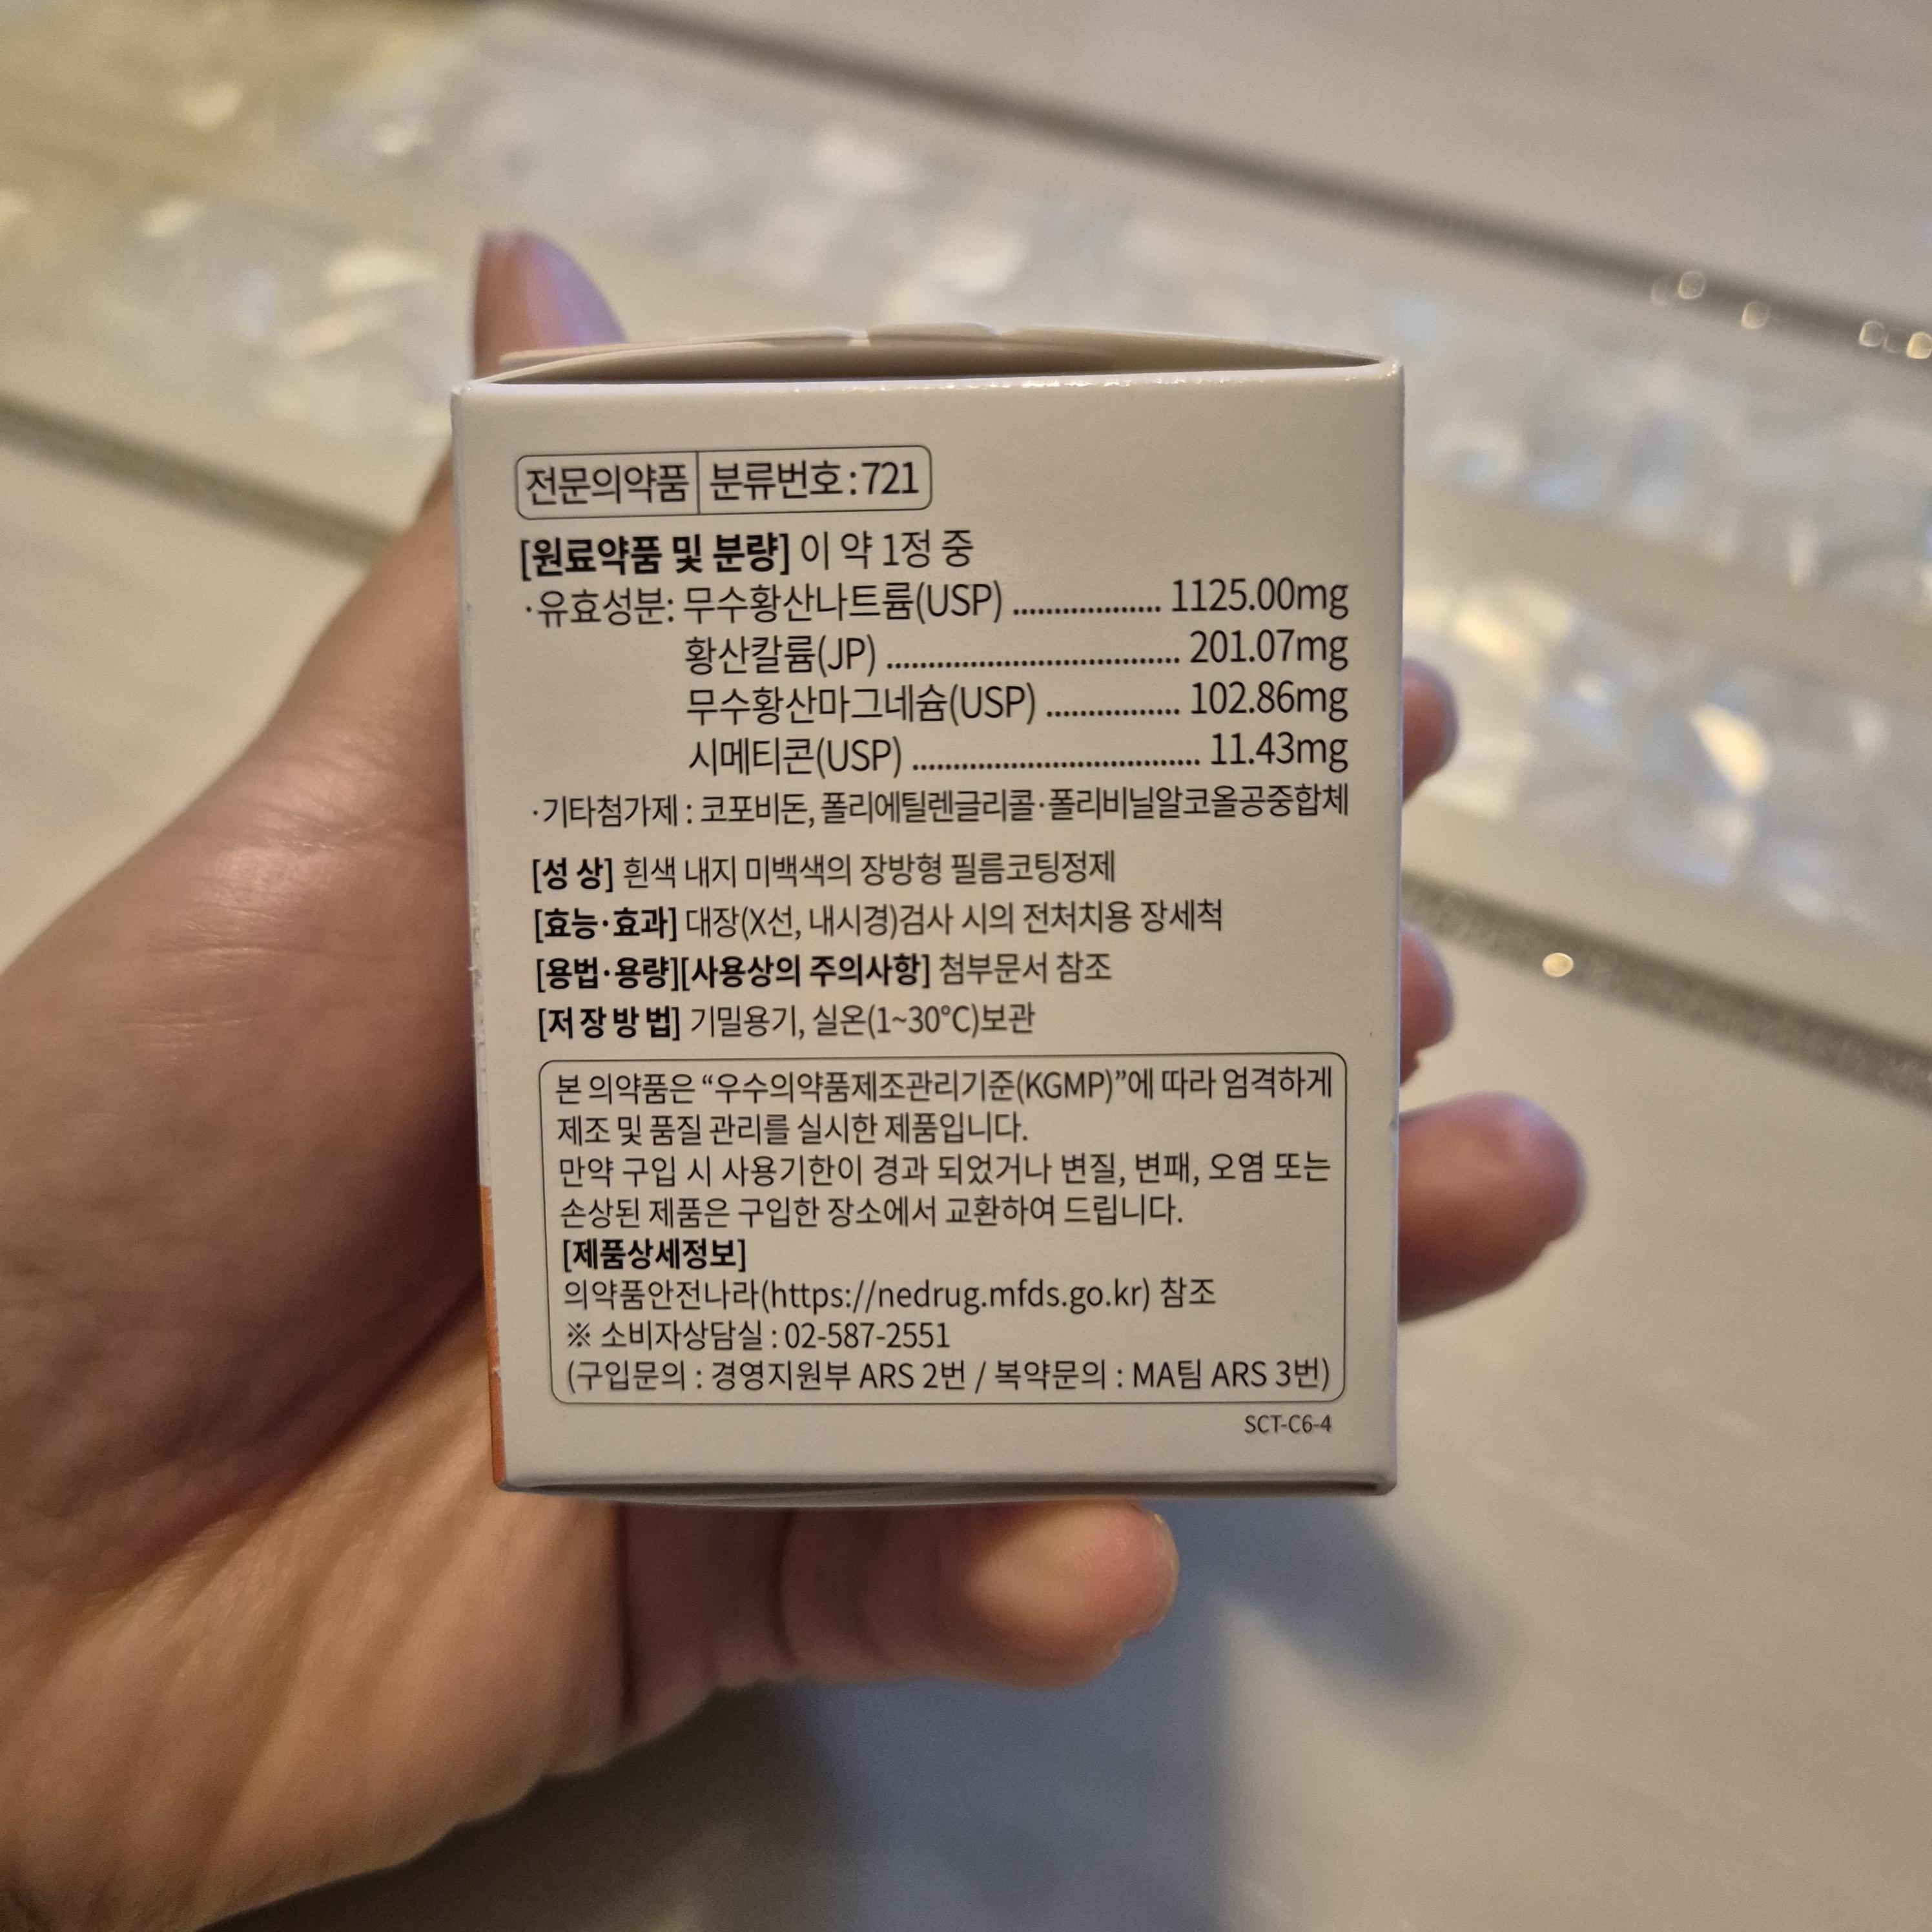 전문의약품 분류번호 : 721
[원료약품 및 분량] 이 약 1정 중
·유효성분: 무수황산나트륨(USP) .................. 1125.00mg
황산칼륨(JP) ................................... 201.07mg
무수황산마그네슘(USP) ................ 102.86mg
시메티콘(USP) .................................. 11.43mg
·기타첨가제 : 코포비돈, 폴리에틸렌글리콜·폴리비닐알코올공중합체
[성 상] 흰색 내지 미백색의 장방형 필름코팅정제
[효능·효과] 대장(X선, 내시경)검사 시의 전처치용 장세척
[용법·용량][사용상의 주의사항] 첨부문서 참조
[저 장 방 법] 기밀용기, 실온(1~30°C)보관
본 의약품은 “우수의약품제조관리기준(KGMP)”에 따라 엄격하게
제조 및 품질 관리를 실시한 제품입니다.
만약 구입 시 사용기한이 경과 되었거나 변질, 변패, 오염 또는
손상된 제품은 구입한 장소에서 교환하여 드립니다.
[제품상세정보]
의약품안전나라(https://nedrug.mfds.go.kr) 참조
※ 소비자상담실 : 02-587-2551
(구입문의 : 경영지원부 ARS 2번 / 복약문의 : MA팀 ARS 3번)
SCT-C6-4